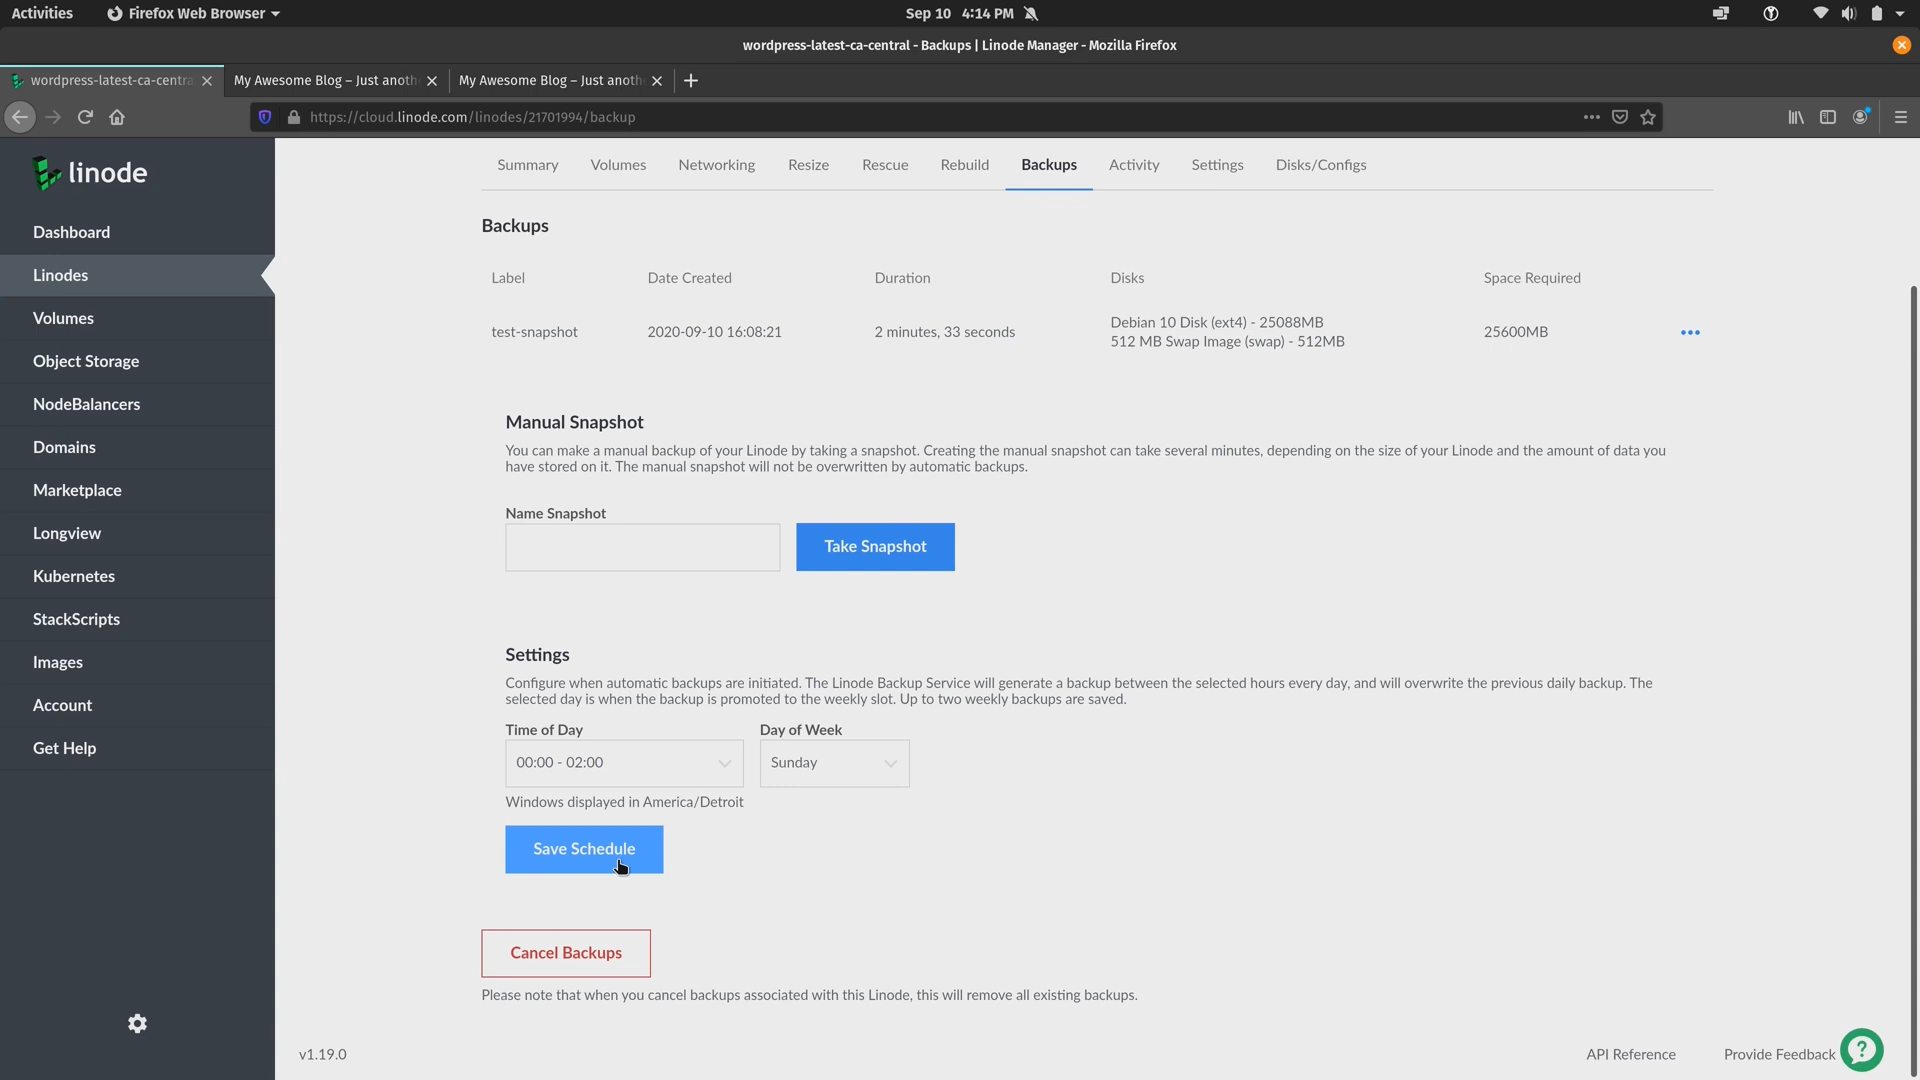 Activities
Firefox Web Browser
Sep 10 4:14 PM
wordpress-latest-ca-central - Backups | Linode Manager - Mozilla Firefox
wordpress-latest-ca-centra
My Awesome Blog – Just anoth
My Awesome Blog – Just anoth
https://cloud.linode.com/linodes/21701994/backup
linode
Dashboard
Linodes
Volumes
Object Storage
NodeBalancers
Domains
Marketplace
Longview
Kubernetes
StackScripts
Images
Account
Get Help
Summary
Volumes
Networking
Resize
Rescue
Rebuild
Backups
Activity
Settings
Disks/Configs
Backups
Label
Date Created
Duration
Disks
Space Required
test-snapshot
2020-09-10 16:08:21
2 minutes, 33 seconds
Debian 10 Disk (ext4) - 25088MB
512 MB Swap Image (swap) - 512MB
25600MB
Manual Snapshot
You can make a manual backup of your Linode by taking a snapshot. Creating the manual snapshot can take several minutes, depending on the size of your Linode and the amount of data you
have stored on it. The manual snapshot will not be overwritten by automatic backups.
Name Snapshot
Take Snapshot
Settings
Configure when automatic backups are initiated. The Linode Backup Service will generate a backup between the selected hours every day, and will overwrite the previous daily backup. The
selected day is when the backup is promoted to the weekly slot. Up to two weekly backups are saved.
Time of Day
Day of Week
00:00 - 02:00
Sunday
Windows displayed in America/Detroit
Save Schedule
Cancel Backups
Please note that when you cancel backups associated with this Linode, this will remove all existing backups.
v1.19.0
API Reference
Provide Feedback